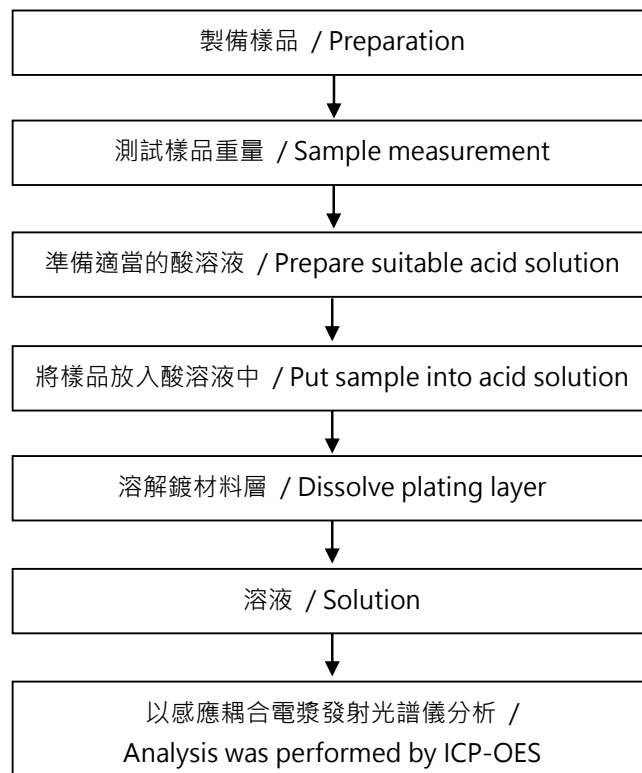 製備樣品 / Preparation
測試樣品重量 / Sample measurement
準備適當的酸溶液 / Prepare suitable acid solution
將樣品放入酸溶液中 / Put sample into acid solution
溶解鍍材料層 / Dissolve plating layer
溶液 / Solution
以感應耦合電漿發射光譜儀分析 /
Analysis was performed by ICP-OES